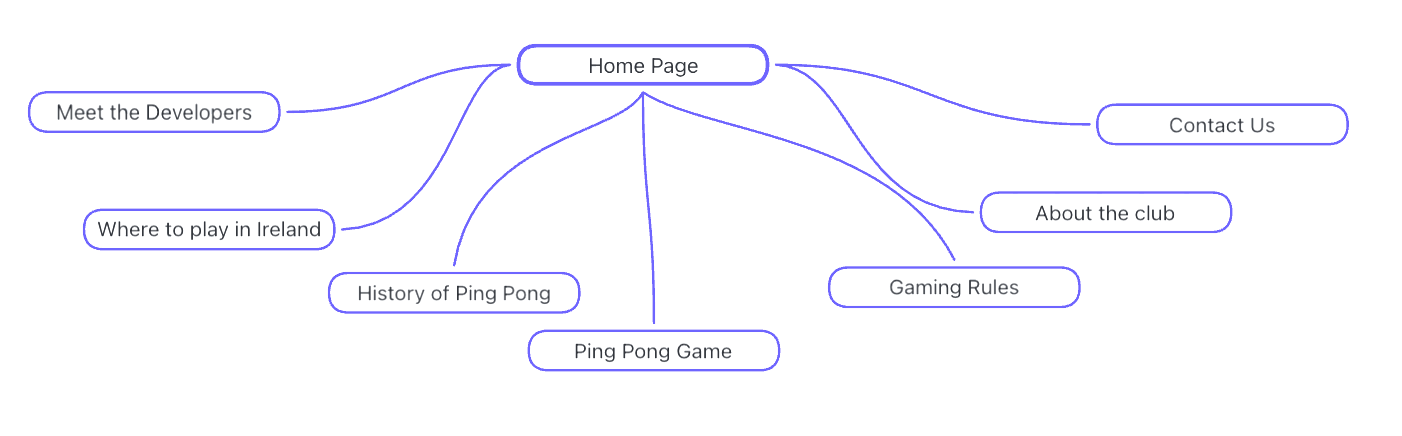 Home Page
Meet the Developers
Contact Us
Where to play in Ireland
About the club
History of Ping Pong
Gaming Rules
Ping Pong Game